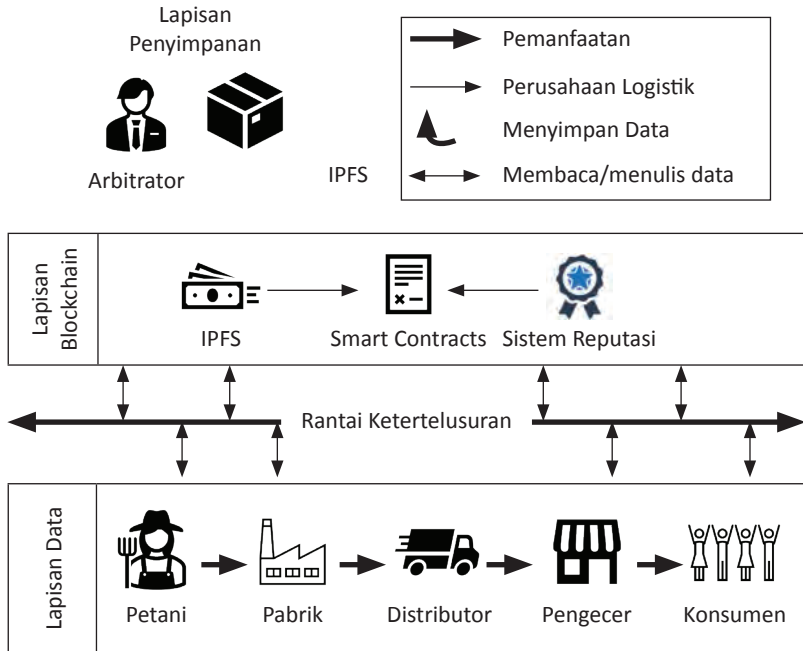 Lapisan
Penyimpanan
Arbitrator
IPFS
Pemanfaatan
Perusahaan Logistik
Menyimpan Data
Membaca/menulis data
Lapisan
Blockchain
IPFS
Smart Contracts
Sistem Reputasi
Rantai Ketertelusuran
Lapisan Data
Petani
Pabrik
Distributor
Pengecer
Konsumen